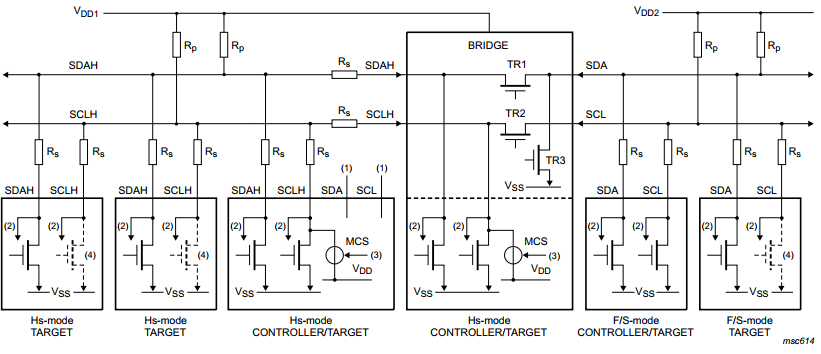 VDD1
VDD2
BRIDGE
Rp Rp Rp Rp
SDAH Rs SDAH TR1 SDA
SCLH Rs SCLH TR2 SCL
Rs Rs Rs Rs Rs Rs TR3 Rs Rs Rs Rs
(1) (1)
VSS
SDAH SCLH SDAH SCLH SDAH SCLH SDA SCL SDA SCL SDA SCL
(2) (2) (2) (2) (2) (2) (2) (2) (2) (2) (2) (2)
MCS MCS
(4) (4) (3) (3) (4)
VDD VDD
VSS VSS VSS VSS VSS VSS
Hs-mode Hs-mode Hs-mode Hs-mode F/S-mode F/S-mode
TARGET TARGET CONTROLLER/TARGET CONTROLLER/TARGET CONTROLLER/TARGET TARGET
msc614